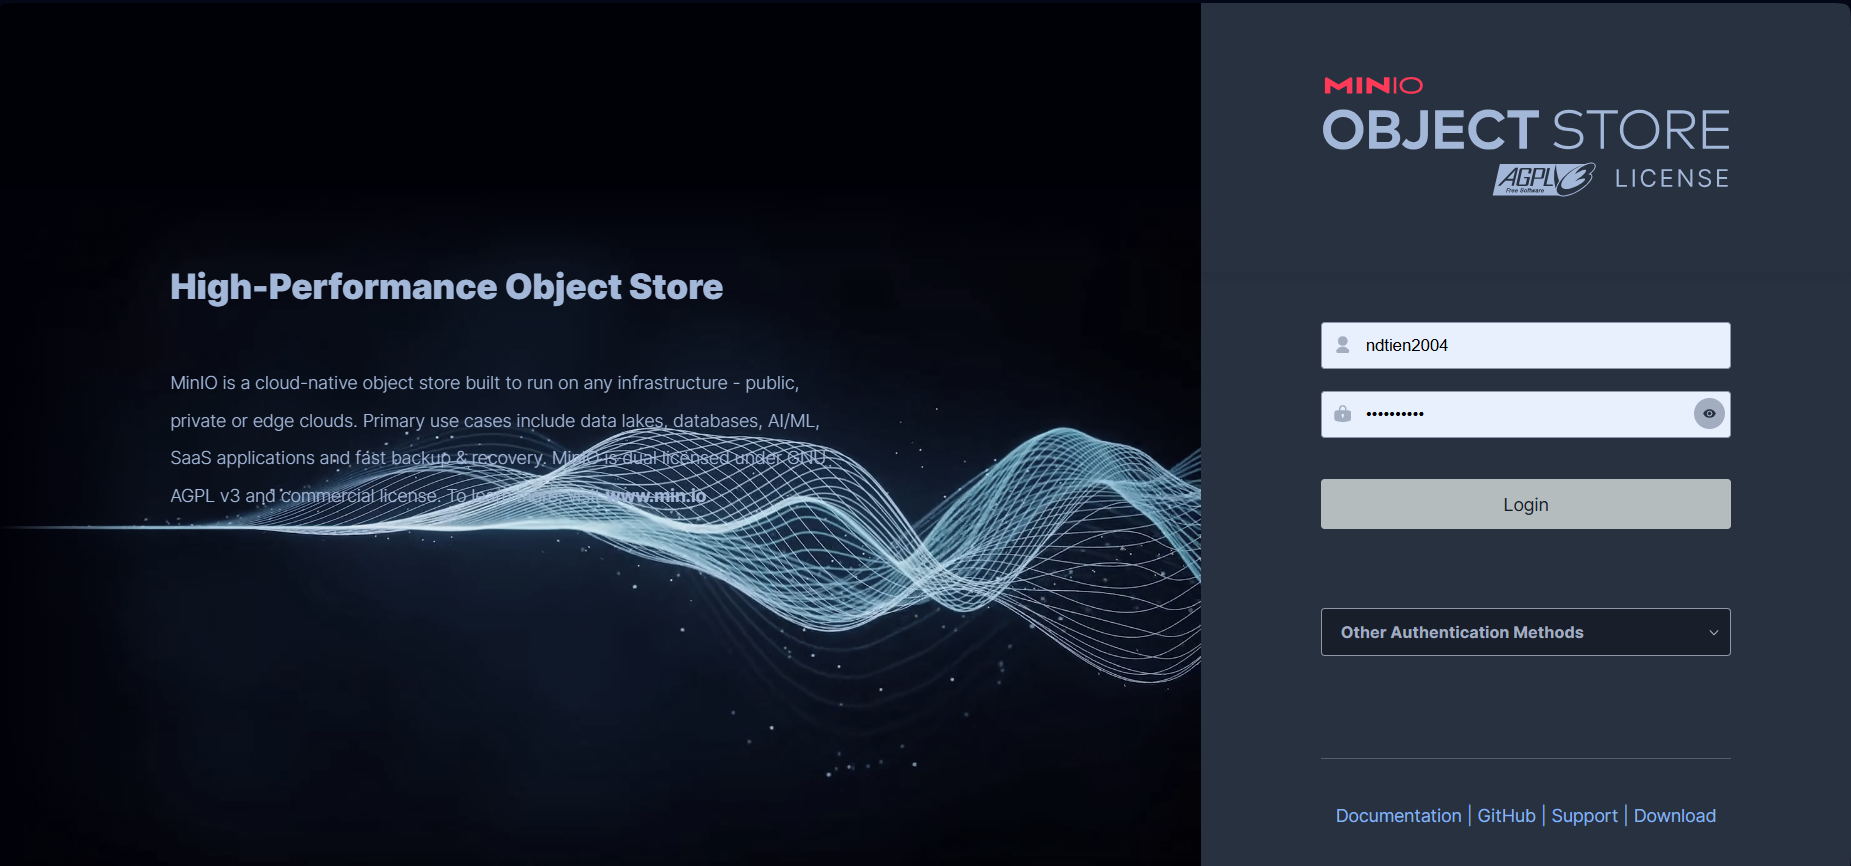 High-Performance Object Store
MinIO is a cloud-native object store built to run on any infrastructure - public,
private or edge clouds. Primary use cases include data lakes, databases, AI/ML,
SaaS applications and fast backup & recovery. MinIO is dual licensed under GNU
AGPL v3 and commercial license. To learn more, visit www.min.io.
MINIO
OBJECT STORE
AGPLv3 LICENSE
Free Software
ndtien2004
••••••••••
Login
Other Authentication Methods
Documentation | GitHub | Support | Download